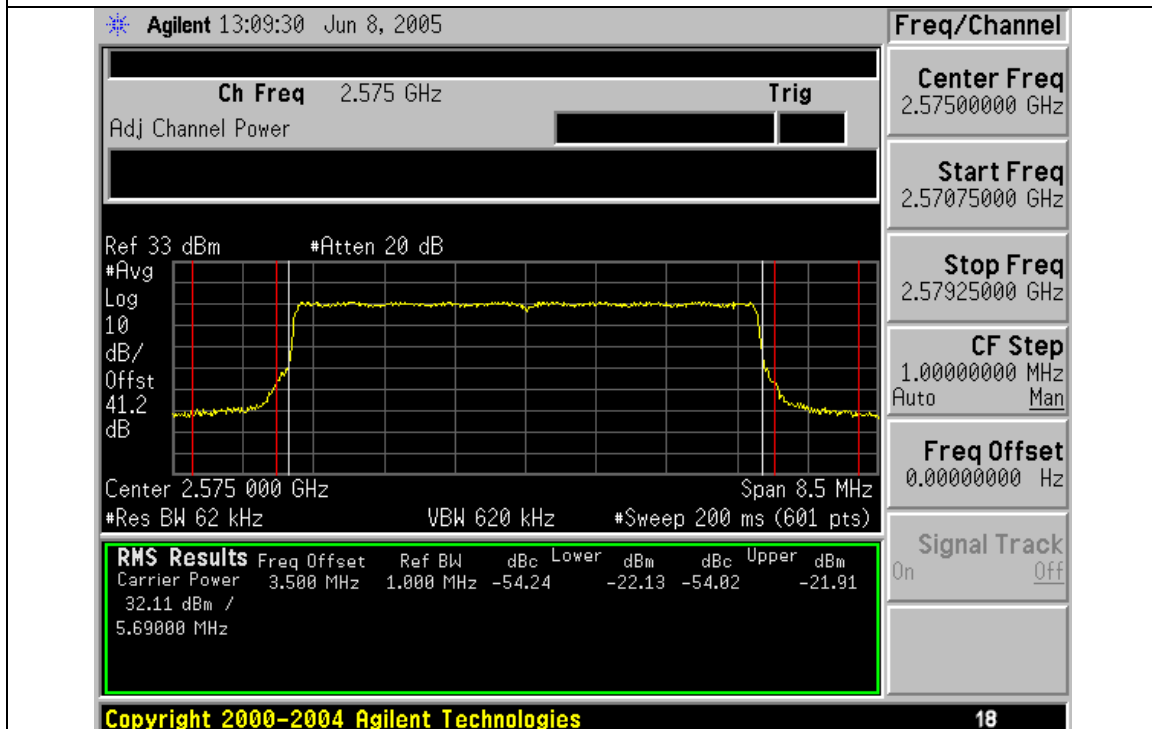 Agilent 13:09:30 Jun 8, 2005
Freq/Channel
Ch Freq 2.575 GHz Trig
Adj Channel Power
Center Freq
2.57500000 GHz
Start Freq
2.57075000 GHz
Stop Freq
2.57925000 GHz
CF Step
1.00000000 MHz
Auto Man
Freq Offset
0.00000000 Hz
Signal Track
On Off
Ref 33 dBm #Atten 20 dB
#Avg
Log
10
dB/
Offst
41.2
dB
Center 2.575 000 GHz Span 8.5 MHz
#Res BW 62 kHz VBW 620 kHz #Sweep 200 ms (601 pts)
RMS Results Freq Offset Ref BW dBc Lower dBm dBc Upper dBm
Carrier Power 3.500 MHz 1.000 MHz -54.24 -22.13 -54.02 -21.91
32.11 dBm /
5.69000 MHz
Copyright 2000-2004 Agilent Technologies 18